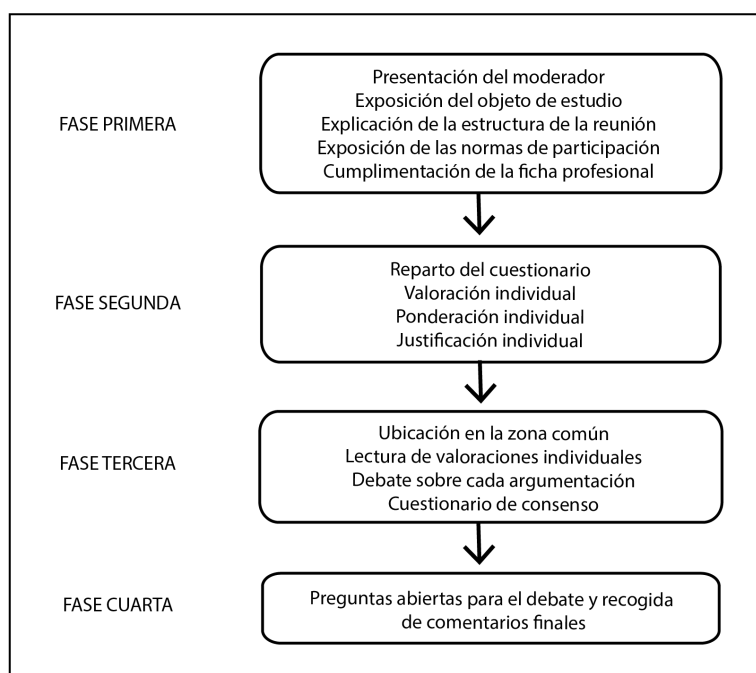 FASE PRIMERA
Presentación del moderador
Exposición del objeto de estudio
Explicación de la estructura de la reunión
Exposición de las normas de participación
Cumplimentación de la ficha profesional
FASE SEGUNDA
Reparto del cuestionario
Valoración individual
Ponderación individual
Justificación individual
FASE TERCERA
Ubicación en la zona común
Lectura de valoraciones individuales
Debate sobre cada argumentación
Cuestionario de consenso
FASE CUARTA
Preguntas abiertas para el debate y recogida
de comentarios finales